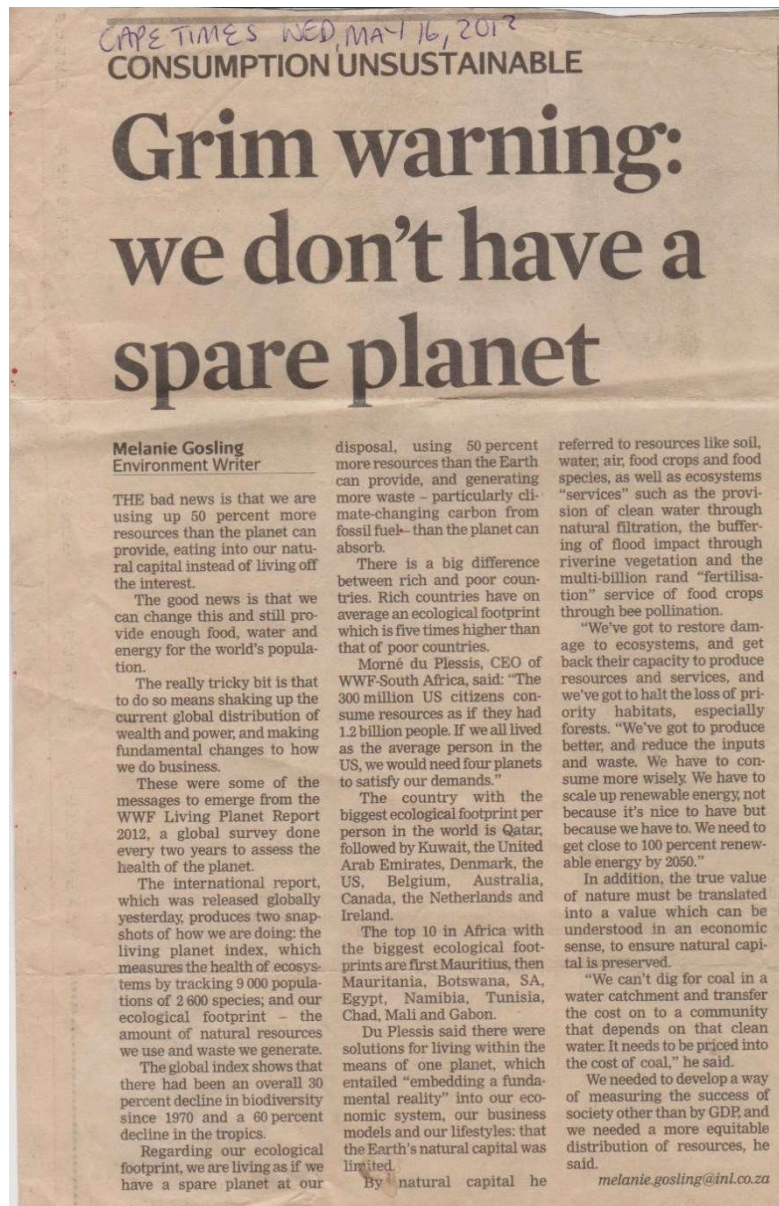 CAPE TIMES WED, MAY 16, 2012
CONSUMPTION UNSUSTAINABLE
Grim warning:
we don't have a
spare planet
Melanie Gosling
Environment Writer
THE bad news is that we are
using up 50 percent more
resources than the planet can
provide, eating into our natu-
ral capital instead of living off
the interest.
The good news is that we
can change this and still pro-
vide enough food, water and
energy for the world's popula-
tion.
The really tricky bit is that
to do so means shaking up the
current global distribution of
wealth and power, and making
fundamental changes to how
we do business.
These were some of the
messages to emerge from the
WWF Living Planet Report
2012, a global survey done
every two years to assess the
health of the planet.
The international report,
which was released globally
yesterday, produces two snap-
shots of how we are doing: the
living planet index, which
measures the health of ecosys-
tems by tracking 9 000 popula-
tions of 2 600 species; and our
ecological footprint – the
amount of natural resources
we use and waste we generate.
The global index shows that
there had been an overall 30
percent decline in biodiversity
since 1970 and a 60 percent
decline in the tropics.
Regarding our ecological
footprint, we are living as if we
have a spare planet at our
disposal, using 50 percent
more resources than the Earth
can provide, and generating
more waste – particularly cli-
mate-changing carbon from
fossil fuel – than the planet can
absorb.
There is a big difference
between rich and poor coun-
tries. Rich countries have on
average an ecological footprint
which is five times higher than
that of poor countries.
Morné du Plessis, CEO of
WWF-South Africa, said: "The
300 million US citizens con-
sume resources as if they had
1.2 billion people. If we all lived
as the average person in the
US, we would need four planets
to satisfy our demands."
The country with the
biggest ecological footprint per
person in the world is Qatar,
followed by Kuwait, the United
Arab Emirates, Denmark, the
US, Belgium, Australia,
Canada, the Netherlands and
Ireland.
The top 10 in Africa with
the biggest ecological foot-
prints are first Mauritius, then
Mauritania, Botswana, SA,
Egypt, Namibia, Tunisia,
Chad, Mali and Gabon.
Du Plessis said there were
solutions for living within the
means of one planet, which
entailed "embedding a funda-
mental reality" into our eco-
nomic system, our business
models and our lifestyles: that
the Earth's natural capital was
limited.
By natural capital he
referred to resources like soil,
water, air, food crops and food
species, as well as ecosystems
"services" such as the provi-
sion of clean water through
natural filtration, the buffer-
ing of flood impact through
riverine vegetation and the
multi-billion rand "fertilisa-
tion" service of food crops
through bee pollination.
"We've got to restore dam-
age to ecosystems, and get
back their capacity to produce
resources and services, and
we've got to halt the loss of pri-
ority habitats, especially
forests. "We've got to produce
better, and reduce the inputs
and waste. We have to con-
sume more wisely. We have to
scale up renewable energy, not
because it's nice to have but
because we have to. We need to
get close to 100 percent renew-
able energy by 2050."
In addition, the true value
of nature must be translated
into a value which can be
understood in an economic
sense, to ensure natural capi-
tal is preserved.
"We can't dig for coal in a
water catchment and transfer
the cost on to a community
that depends on that clean
water. It needs to be priced into
the cost of coal," he said.
We needed to develop a way
of measuring the success of
society other than by GDP, and
we needed a more equitable
distribution of resources, he
said.
melanie.gosling@inl.co.za